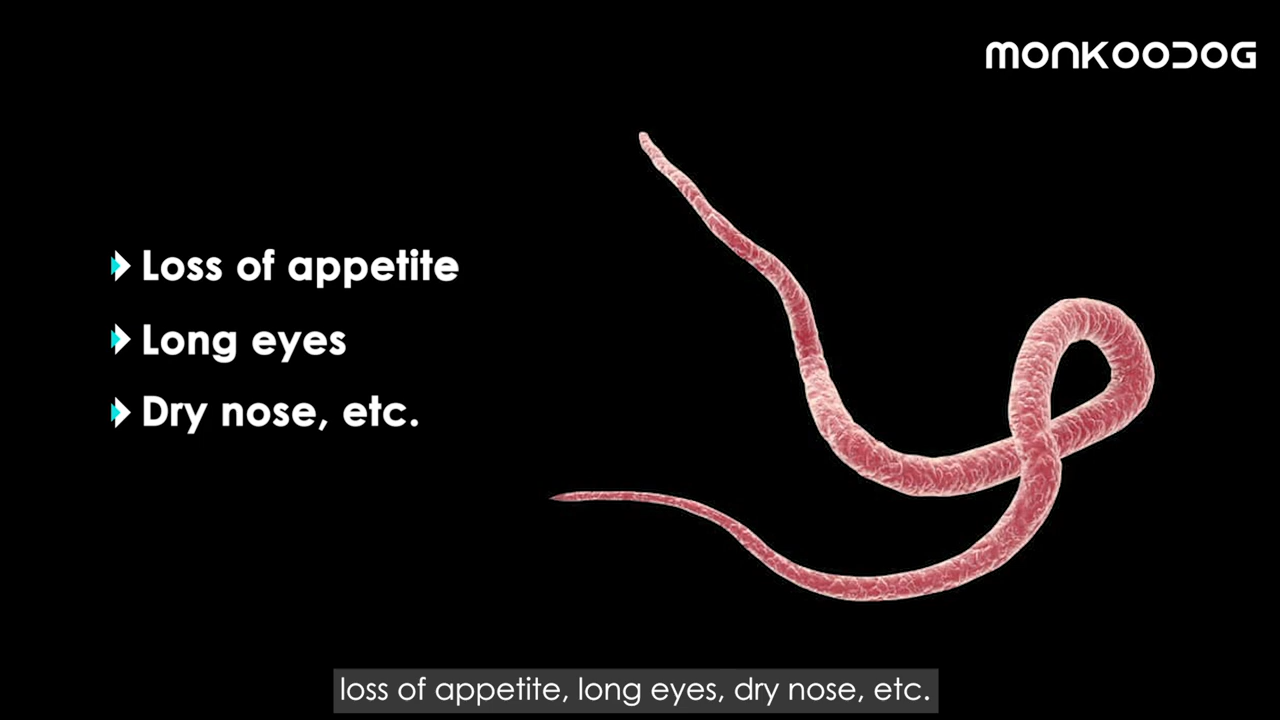 MONKOODOG
Loss of appetite
Long eyes
Dry nose, etc.
loss of appetite, long eyes, dry nose, etc.